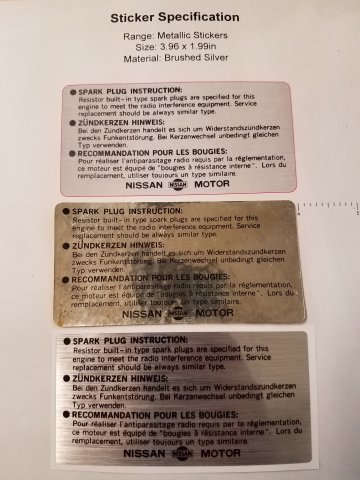 Sticker Specification
Range: Metallic Stickers
Size: 3.96 x 1.99in
Material: Brushed Silver
● SPARK PLUG INSTRUCTION:
Resistor built-in type spark plugs are specified for this
engine to meet the radio interference equipment. Service
replacement should be always similar type.
● ZÜNDKERZEN HINWEIS:
Bei den Zundkerzen handelt es sich um Widerstandszundkerzen
zwecks Funkentstörung. Bei Kerzenwechsel unbedingt gleichen
Typ verwenden.
● RECOMMANDATION POUR LES BOUGIES:
Pour réaliser l'antiparasitage radio requis par la réglementation,
ce moteur est équipé de "bougies à résistance interne". Lors du
remplacement, utiliser toujours un type similaire.
NISSAN NISSAN MOTOR
● SPARK PLUG INSTRUCTION:
Resistor built-in type spark plugs are specified for this
engine to meet the radio interference equipment. Service
replacement should be always similar type.
● ZÜNDKERZEN HINWEIS:
Bei den Zundkerzen handelt es sich um Widerstandszundkerzen
zwecks Funkentstörung. Bei Kerzenwechsel unbedingt gleichen
Typ verwenden.
● RECOMMANDATION POUR LES BOUGIES:
Pour réaliser l'antiparasitage radio requis par la réglementation,
ce moteur est équipé de "bougies à résistance interne". Lors du
remplacement, utiliser toujours un type similaire.
NISSAN NISSAN MOTOR
● SPARK PLUG INSTRUCTION:
Resistor built-in type spark plugs are specified for this
engine to meet the radio interference equipment. Service
replacement should be always similar type.
● ZÜNDKERZEN HINWEIS:
Bei den Zundkerzen handelt es sich um Widerstandszundkerzen
zwecks Funkentstörung. Bei Kerzenwechsel unbedingt gleichen
Typ verwenden.
● RECOMMANDATION POUR LES BOUGIES:
Pour réaliser l'antiparasitage radio requis par la réglementation,
ce moteur est équipé de "bougies à résistance interne". Lors du
remplacement, utiliser toujours un type similaire.
NISSAN NISSAN MOTOR